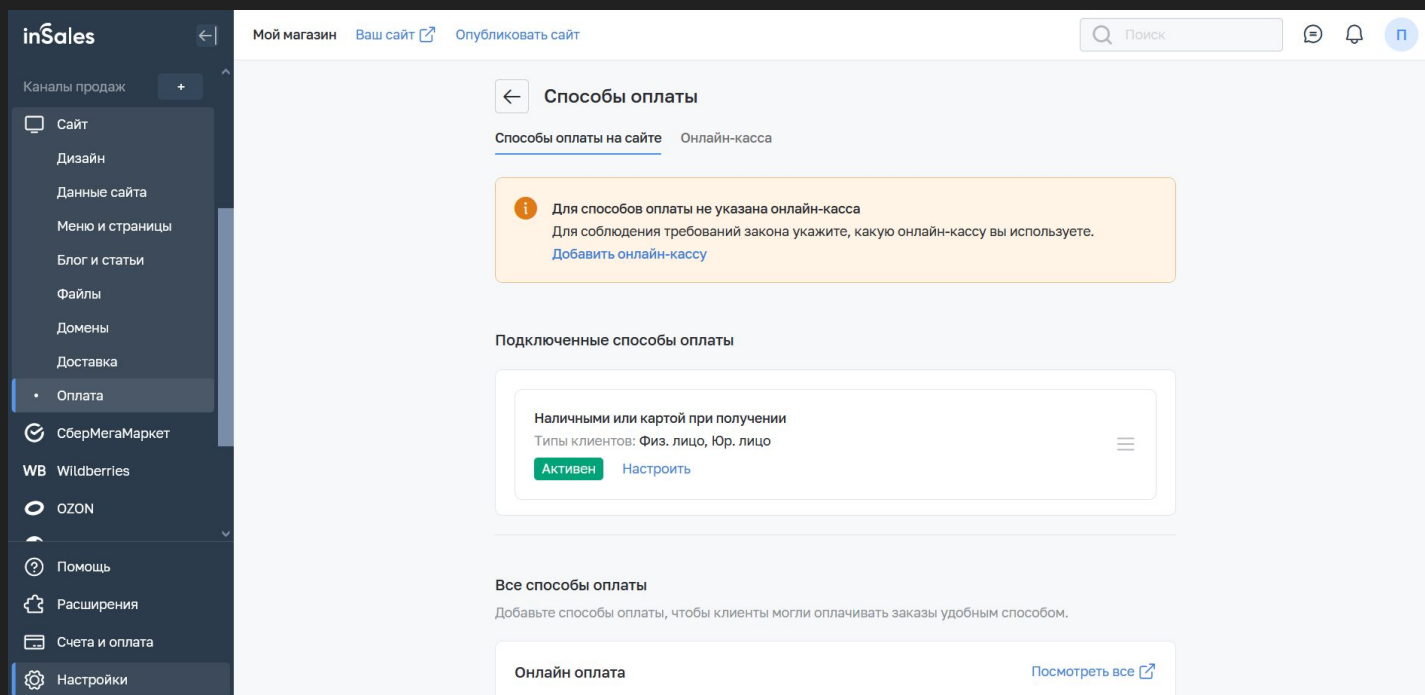 inSales
Мой магазин
Ваш сайт
Опубликовать сайт
Поиск
П
Каналы продаж
+
Сайт
Дизайн
Данные сайта
Меню и страницы
Блог и статьи
Файлы
Домены
Доставка
Оплата
СберМегаМаркет
WB Wildberries
OZON
Помощь
Расширения
Счета и оплата
Настройки
Способы оплаты
Способы оплаты на сайте
Онлайн-касса
Для способов оплаты не указана онлайн-касса
Для соблюдения требований закона укажите, какую онлайн-кассу вы используете.
Добавить онлайн-кассу
Подключенные способы оплаты
Наличными или картой при получении
Типы клиентов: Физ. лицо, Юр. лицо
Активен
Настроить
Все способы оплаты
Добавьте способы оплаты, чтобы клиенты могли оплачивать заказы удобным способом.
Онлайн оплата
Посмотреть все